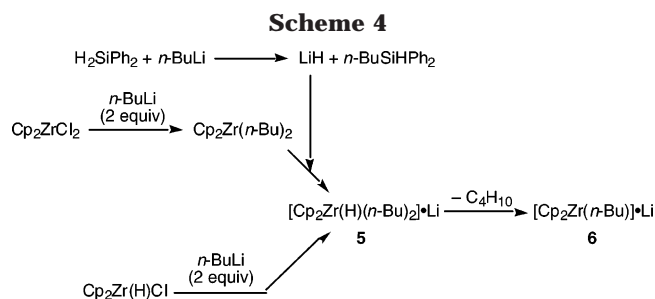 Scheme 4
H₂SiPh₂ + n-BuLi LiH + n-BuSiHPh₂
n-BuLi
(2 equiv)
Cp₂ZrCl₂ Cp₂Zr(n-Bu)₂
– C₄H₁₀
[Cp₂Zr(H)(n-Bu)₂]•Li [Cp₂Zr(n-Bu)]•Li
5 6
n-BuLi
(2 equiv)
Cp₂Zr(H)Cl